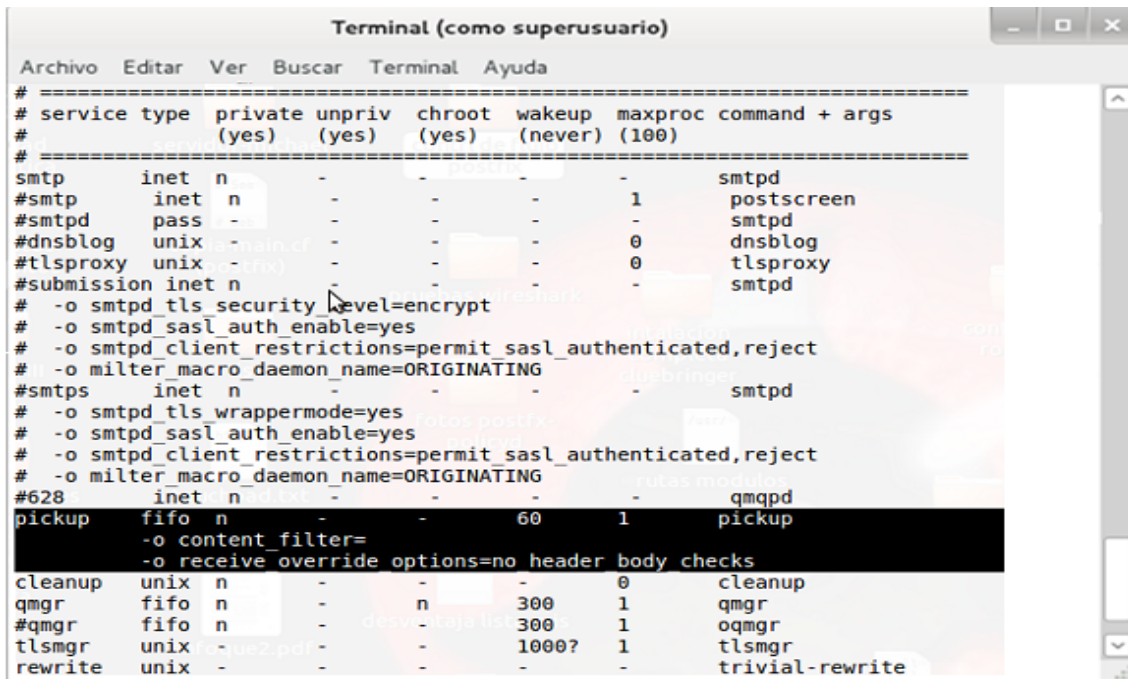 Terminal (como superusuario)
Archivo Editar Ver Buscar Terminal Ayuda
# ==========================================================================
# service type  private unpriv  chroot  wakeup  maxproc command + args
#               (yes)   (yes)   (yes)   (never) (100)
# ==========================================================================
smtp      inet  n       -       -       -       -       smtpd
#smtp      inet  n       -       -       -       1       postscreen
#smtpd     pass  -       -       -       -       -       smtpd
#dnsblog   unix  -       -       -       -       0       dnsblog
#tlsproxy  unix  -       -       -       -       0       tlsproxy
#submission inet n       -       -       -       -       smtpd
#  -o smtpd_tls_security_level=encrypt
#  -o smtpd_sasl_auth_enable=yes
#  -o smtpd_client_restrictions=permit_sasl_authenticated,reject
#  -o milter_macro_daemon_name=ORIGINATING
#smtps     inet  n       -       -       -       -       smtpd
#  -o smtpd_tls_wrappermode=yes
#  -o smtpd_sasl_auth_enable=yes
#  -o smtpd_client_restrictions=permit_sasl_authenticated,reject
#  -o milter_macro_daemon_name=ORIGINATING
#628       inet  n       -       -       -       -       qmqpd
pickup    fifo  n       -       -       60      1       pickup
          -o content_filter=
          -o receive_override_options=no_header_body_checks
cleanup   unix  n       -       -       -       0       cleanup
qmgr      fifo  n       -       n       300     1       qmgr
#qmgr     fifo  n       -       -       300     1       oqmgr
tlsmgr    unix  -       -       -       1000?   1       tlsmgr
rewrite   unix  -       -       -       -       -       trivial-rewrite